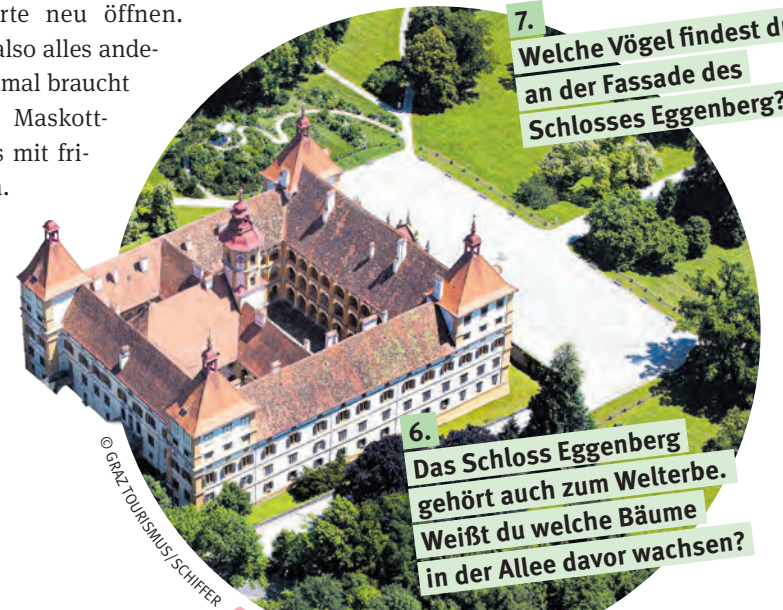 rte neu öffnen.
also alles ande-
mal braucht
Maskott-
s mit fri-
7.
Welche Vögel findest d
an der Fassade des
Schlosses Eggenberg?
6.
Das Schloss Eggenberg
gehört auch zum Welterbe.
Weißt du welche Bäume
in der Allee davor wachsen?
© GRAZ TOURISMUS/SCHIFFER